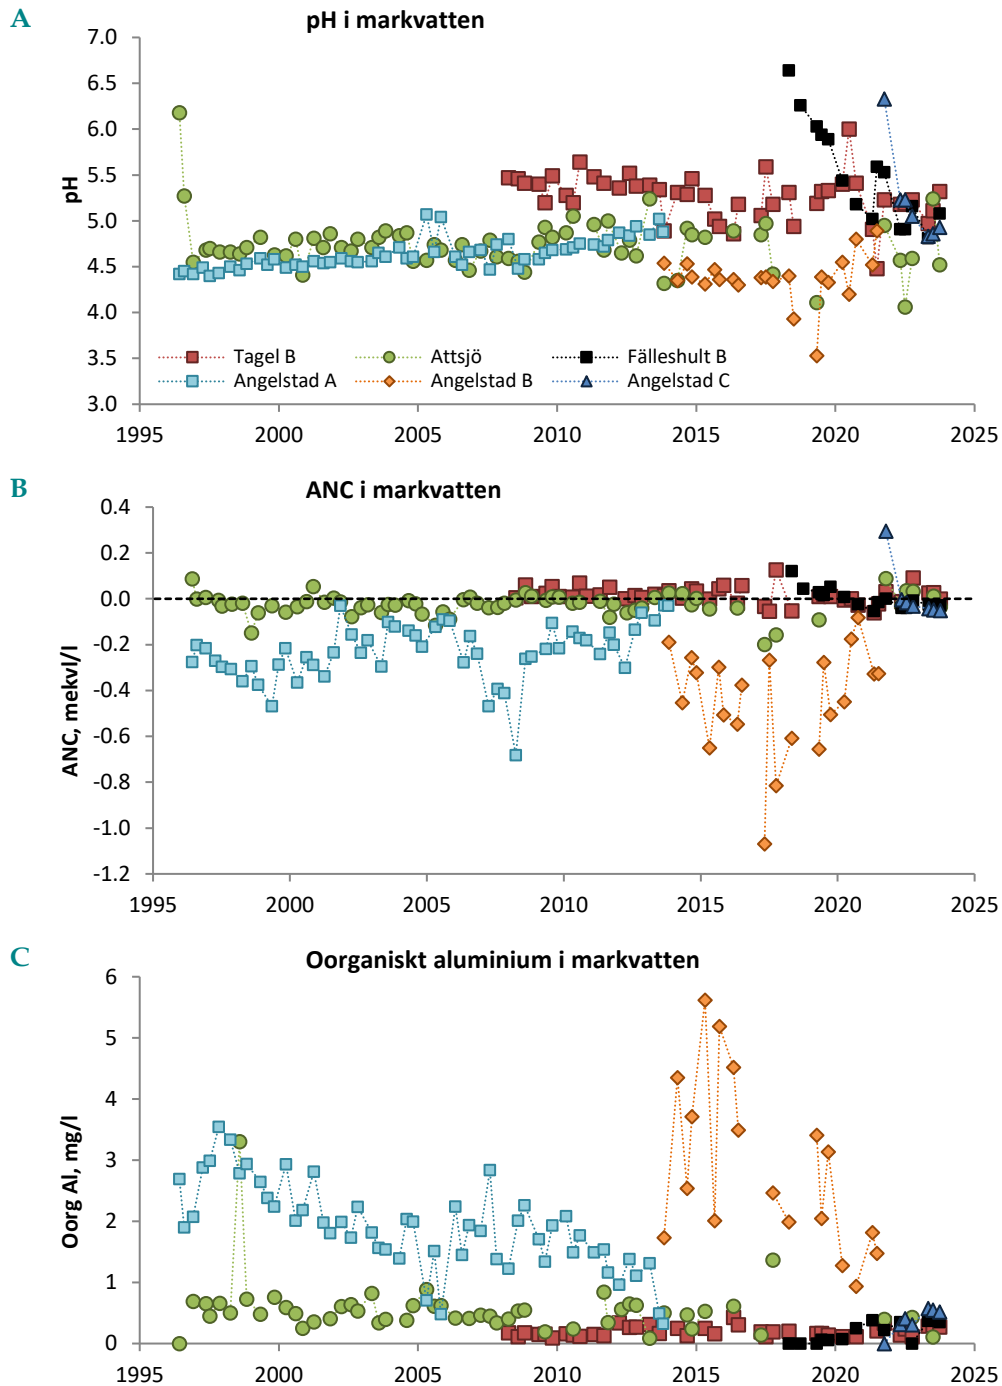 A
pH i markvatten
pH
7.0
6.5
6.0
5.5
5.0
4.5
4.0
3.5
3.0
Tagel B
Attsjö
Fälleshult B
Angelstad A
Angelstad B
Angelstad C
1995 2000 2005 2010 2015 2020 2025
B
ANC i markvatten
ANC, mekvl/l
0.4
0.2
0.0
-0.2
-0.4
-0.6
-0.8
-1.0
-1.2
1995 2000 2005 2010 2015 2020 2025
C
Oorganiskt aluminium i markvatten
Oorg Al, mg/l
6
5
4
3
2
1
0
1995 2000 2005 2010 2015 2020 2025